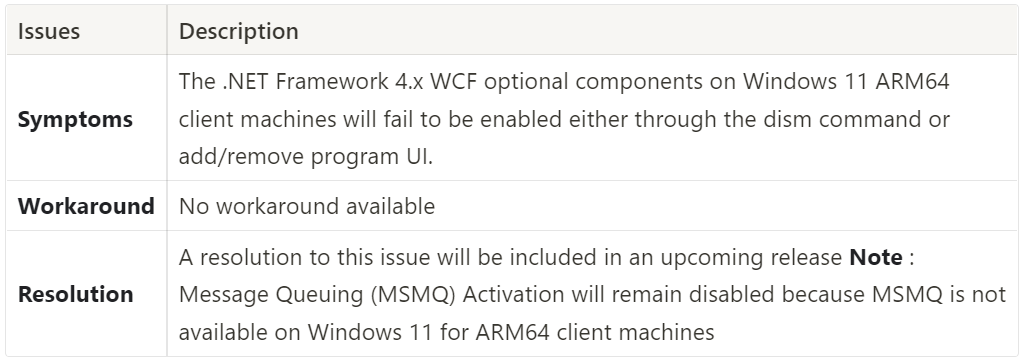 Issues Description
Symptoms
The .NET Framework 4.x WCF optional components on Windows 11 ARM64
client machines will fail to be enabled either through the dism command or
add/remove program UI.
Workaround No workaround available
Resolution
A resolution to this issue will be included in an upcoming release Note :
Message Queuing (MSMQ) Activation will remain disabled because MSMQ is not
available on Windows 11 for ARM64 client machines